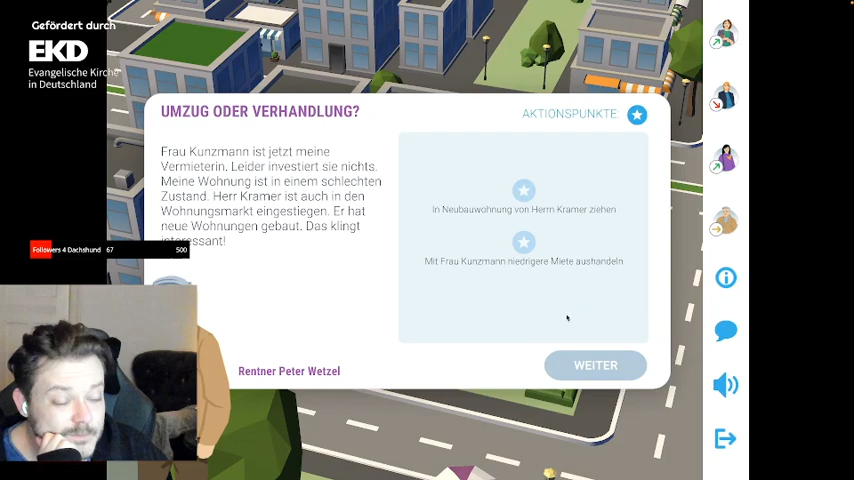 Gefördert durch
EKD
Evangelische Kirche
in Deutschland
UMZUG ODER VERHANDLUNG?
AKTIONSPUNKTE:
Frau Kunzmann ist jetzt meine
Vermieterin. Leider investiert sie nichts.
Meine Wohnung ist in einem schlechten
Zustand. Herr Kramer ist auch in den
Wohnungsmarkt eingestiegen. Er hat
neue Wohnungen gebaut. Das klingt
interessant!
In Neubauwohnung von Herrn Kramer ziehen
Mit Frau Kunzmann niedrigere Miete aushandeln
Followers 4 Dachshund 67 500
Rentner Peter Wetzel
WEITER